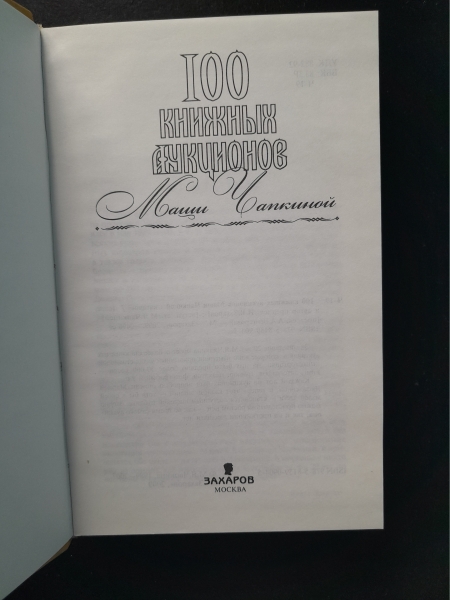 100
КНИЖНЫХ
АУКЦИОНОВ
Маши Чапкиной
ЗАХАРОВ
МОСКВА